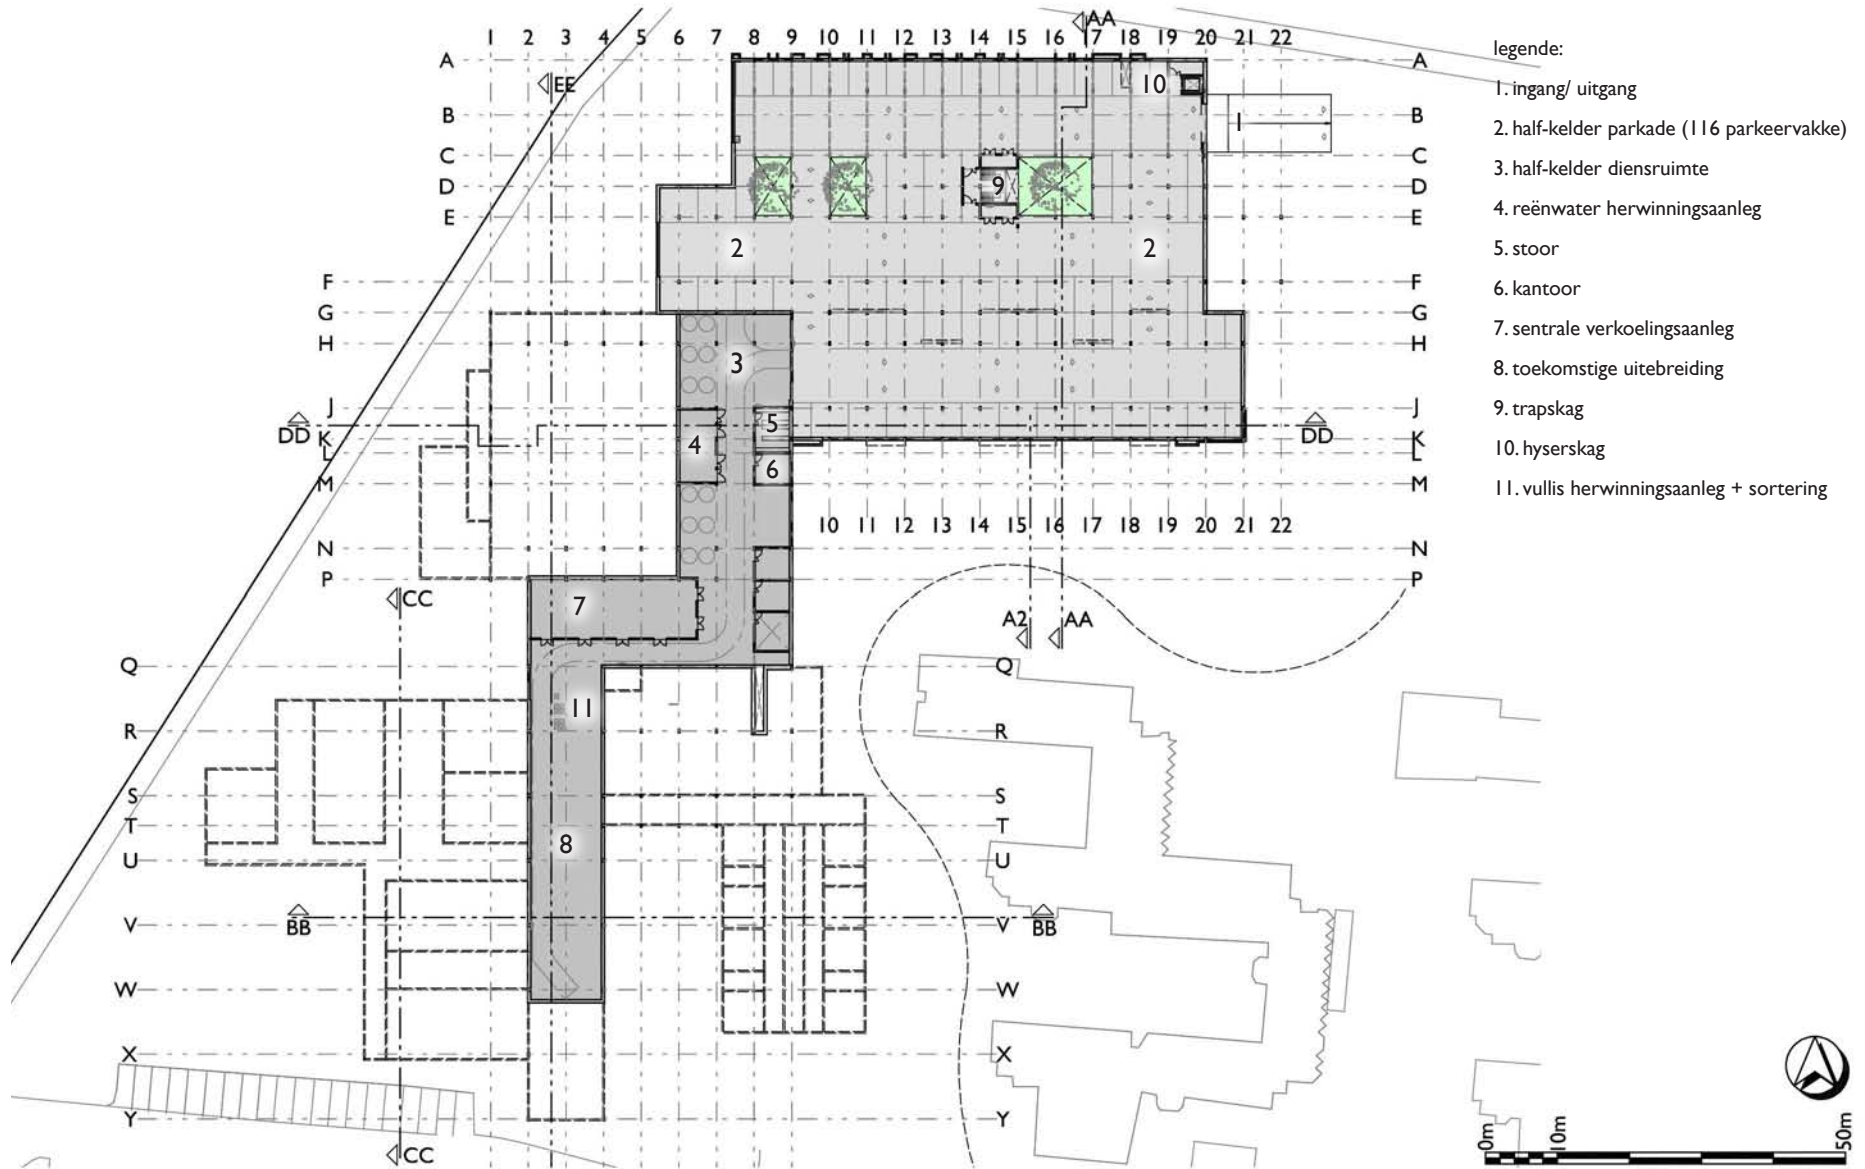 AA
1 2 3 4 5 6 7 8 9 10 11 12 13 14 15 16 17 18 19 20 21 22
A A
EE
10
B 1 B
C C
D 9 D
E E
2 2
F F
G G
H H
3
J J
5
DD K K DD
L 4 L
6
M M
10 11 12 13 14 15 16 17 18 19 20 21 22
N N
P P
CC
7
A2 AA
Q Q
11
R R
S S
T T
8
U U
BB V V BB
W W
X X
Y Y
CC
legende:
1. ingang/ uitgang
2. half-kelder parkade (116 parkeervakke)
3. half-kelder diensruimte
4. reënwater herwinningsaanleg
5. stoor
6. kantoor
7. sentrale verkoelingsaanleg
8. toekomstige uitebreiding
9. trapskag
10. hyserskag
11. vullis herwinningsaanleg + sortering
0m 10m 50m